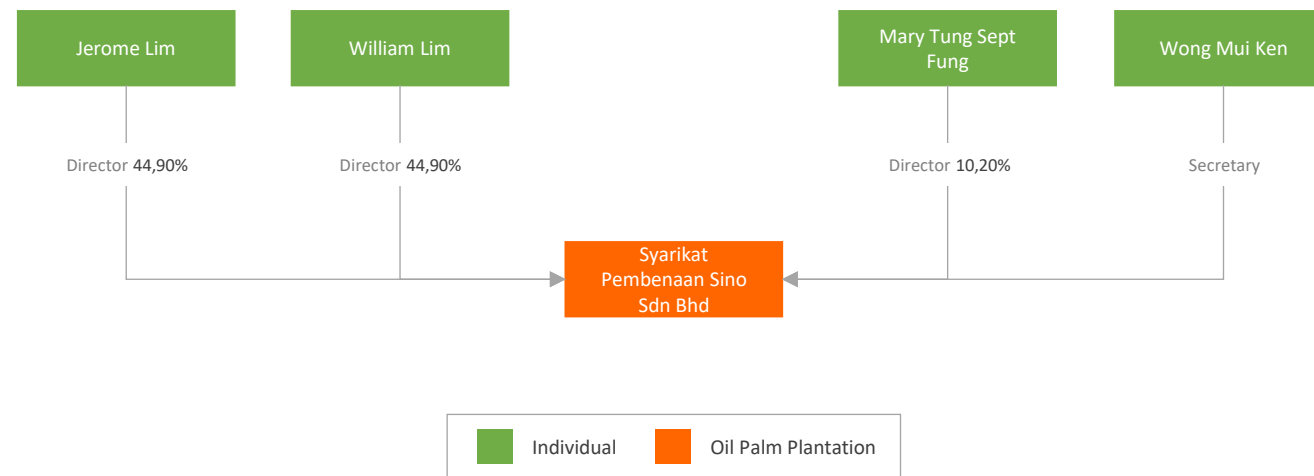 Jerome Lim
William Lim
Mary Tung Sept
Fung
Wong Mui Ken
Director 44,90%
Director 44,90%
Director 10,20%
Secretary
Syarikat
Pembenaan Sino
Sdn Bhd
Individual
Oil Palm Plantation